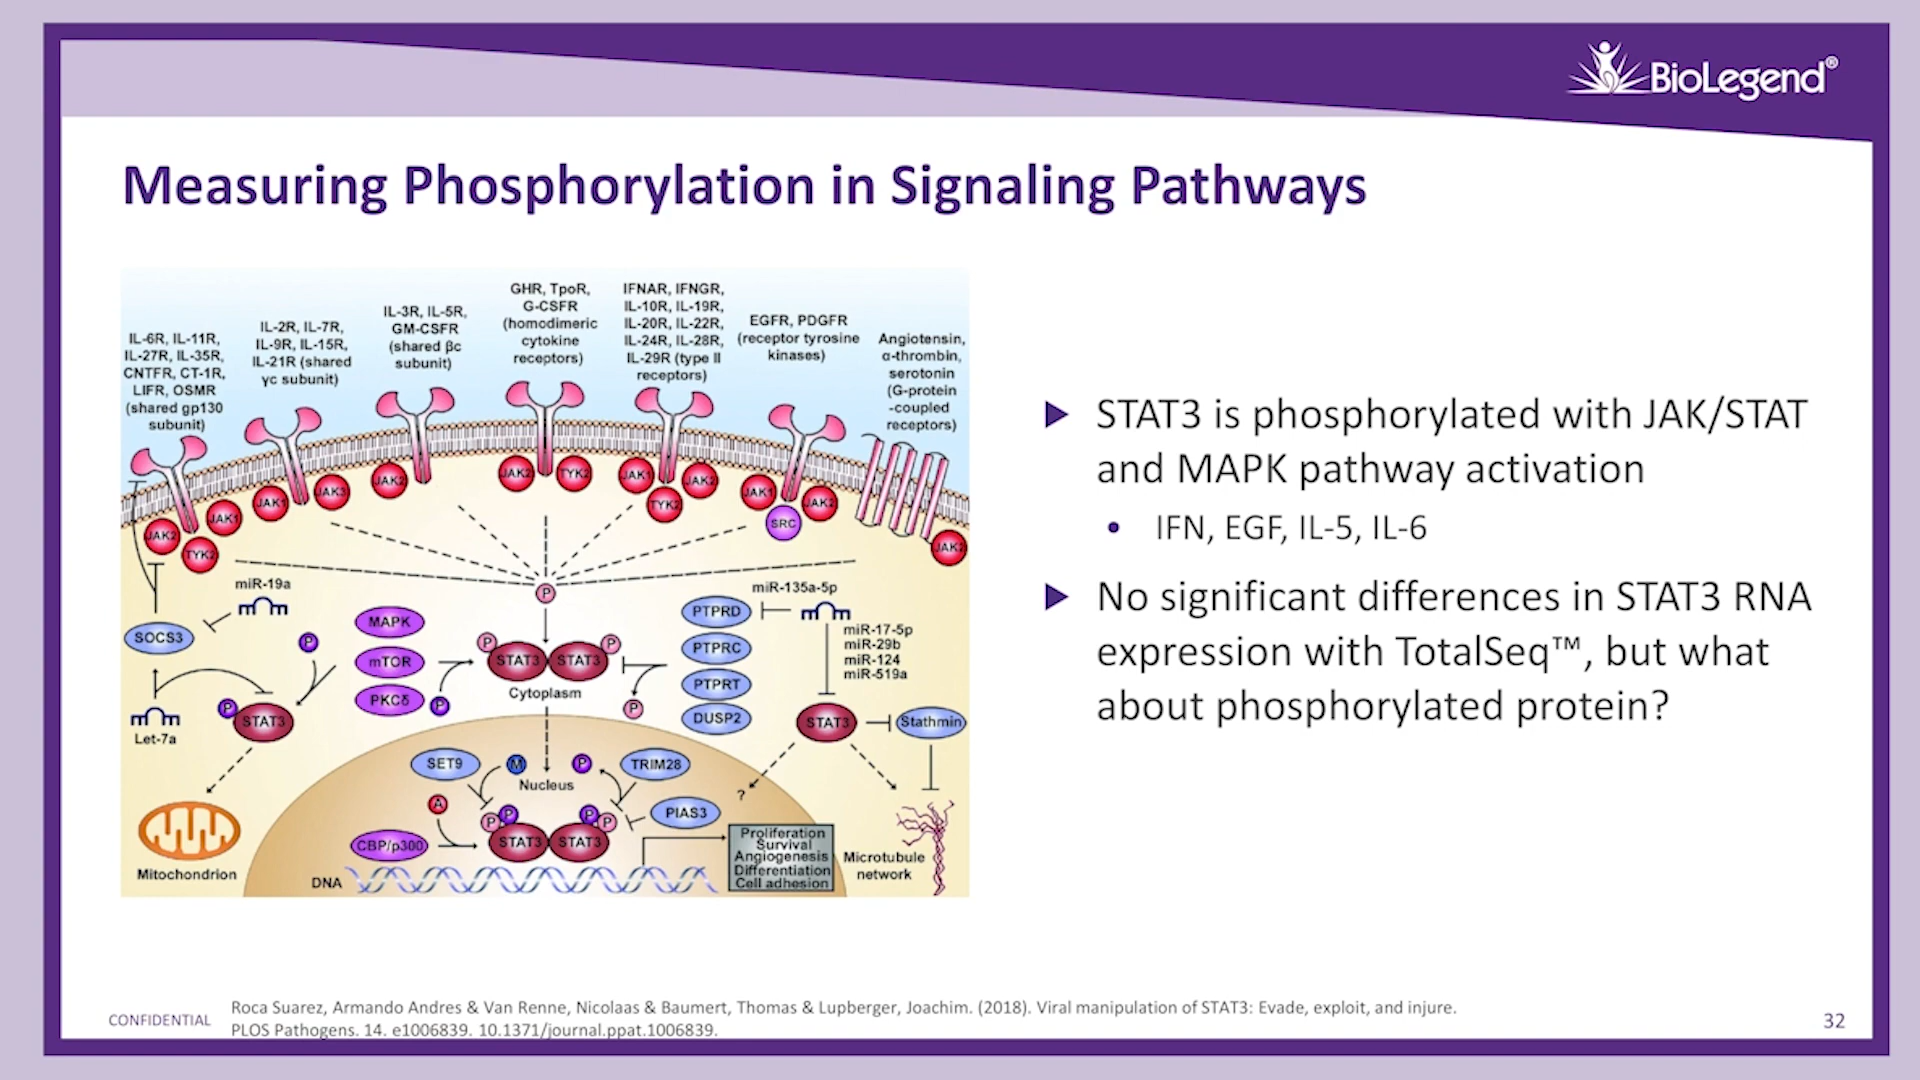 BioLegend®
Measuring Phosphorylation in Signaling Pathways
IL-6R, IL-11R,
IL-27R, IL-35R,
CNTFR, CT-1R,
LIFR, OSMR
(shared gp130
subunit)
IL-2R, IL-7R,
IL-9R, IL-15R,
IL-21R (shared
γc subunit)
IL-3R, IL-5R,
GM-CSFR
(shared βc
subunit)
GHR, TpoR,
G-CSFR
(homodimeric
cytokine
receptors)
IFNAR, IFNGR,
IL-10R, IL-19R,
IL-20R, IL-22R,
IL-24R, IL-28R,
IL-29R (type II
receptors)
EGFR, PDGFR
(receptor tyrosine
kinases)
Angiotensin,
α-thrombin,
serotonin
(G-protein
-coupled
receptors)
JAK2
JAK1
TYK2
JAK1
JAK3
JAK2
JAK2
TYK2
JAK1
JAK2
TYK2
JAK1
JAK2
SRC
JAK2
P
miR-19a
SOCS3
P
Let-7a
P
STAT3
Mitochondrion
MAPK
mTOR
PKCδ
P
P
P
STAT3
STAT3
Cytoplasm
P
PTPRD
PTPRC
PTPRT
DUSP2
miR-135a-5p
miR-17-5p
miR-29b
miR-124
miR-519a
STAT3
Stathmin
?
Microtubule
network
SET9
M
P
TRIM28
Nucleus
A
P
P
P
P
PIAS3
CBP/p300
STAT3
STAT3
DNA
Proliferation
Survival
Angiogenesis
Differentiation
Cell adhesion
STAT3 is phosphorylated with JAK/STAT
and MAPK pathway activation
• IFN, EGF, IL-5, IL-6
No significant differences in STAT3 RNA
expression with TotalSeq™, but what
about phosphorylated protein?
CONFIDENTIAL
Roca Suarez, Armando Andres & Van Renne, Nicolaas & Baumert, Thomas & Lupberger, Joachim. (2018). Viral manipulation of STAT3: Evade, exploit, and injure.
PLOS Pathogens. 14. e1006839. 10.1371/journal.ppat.1006839.
32